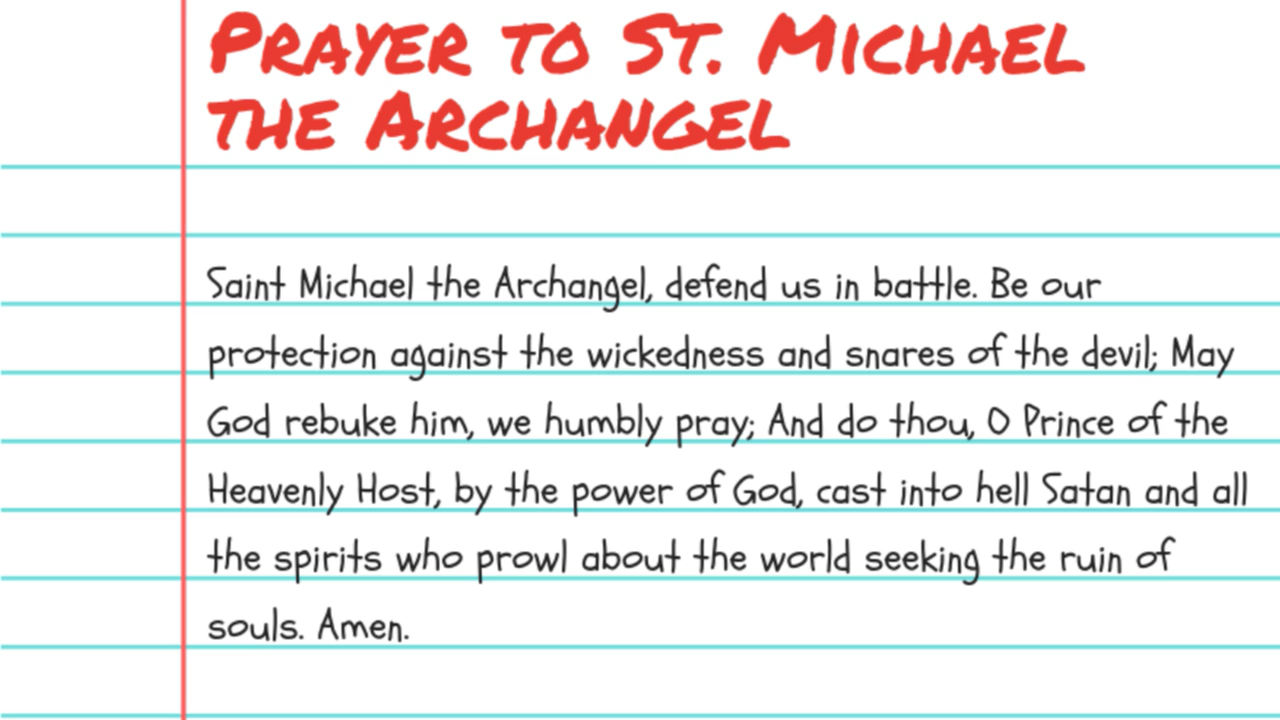 PRAYER TO ST. MICHAEL
THE ARCHANGEL
Saint Michael the Archangel, defend us in battle. Be our
protection against the wickedness and snares of the devil; May
God rebuke him, we humbly pray; And do thou, O Prince of the
Heavenly Host, by the power of God, cast into hell Satan and all
the spirits who prowl about the world seeking the ruin of
souls. Amen.